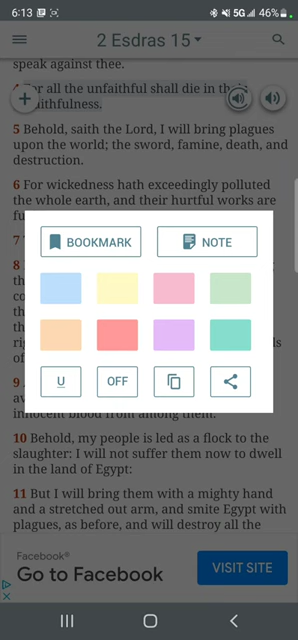 6:13
5G 46%
2 Esdras 15
speak against thee.
For all the unfaithful shall die in their
unfaithfulness.
5 Behold, saith the Lord, I will bring plagues
upon the world; the sword, famine, death, and
destruction.
6 For wickedness hath exceedingly polluted
the whole earth, and their hurtful works are
BOOKMARK
NOTE
U
OFF
innocent blood from among them.
10 Behold, my people is led as a flock to the
slaughter: I will not suffer them now to dwell
in the land of Egypt:
11 But I will bring them with a mighty hand
and a stretched out arm, and smite Egypt with
plagues, as before, and will destroy all the
Facebook®
Go to Facebook
VISIT SITE